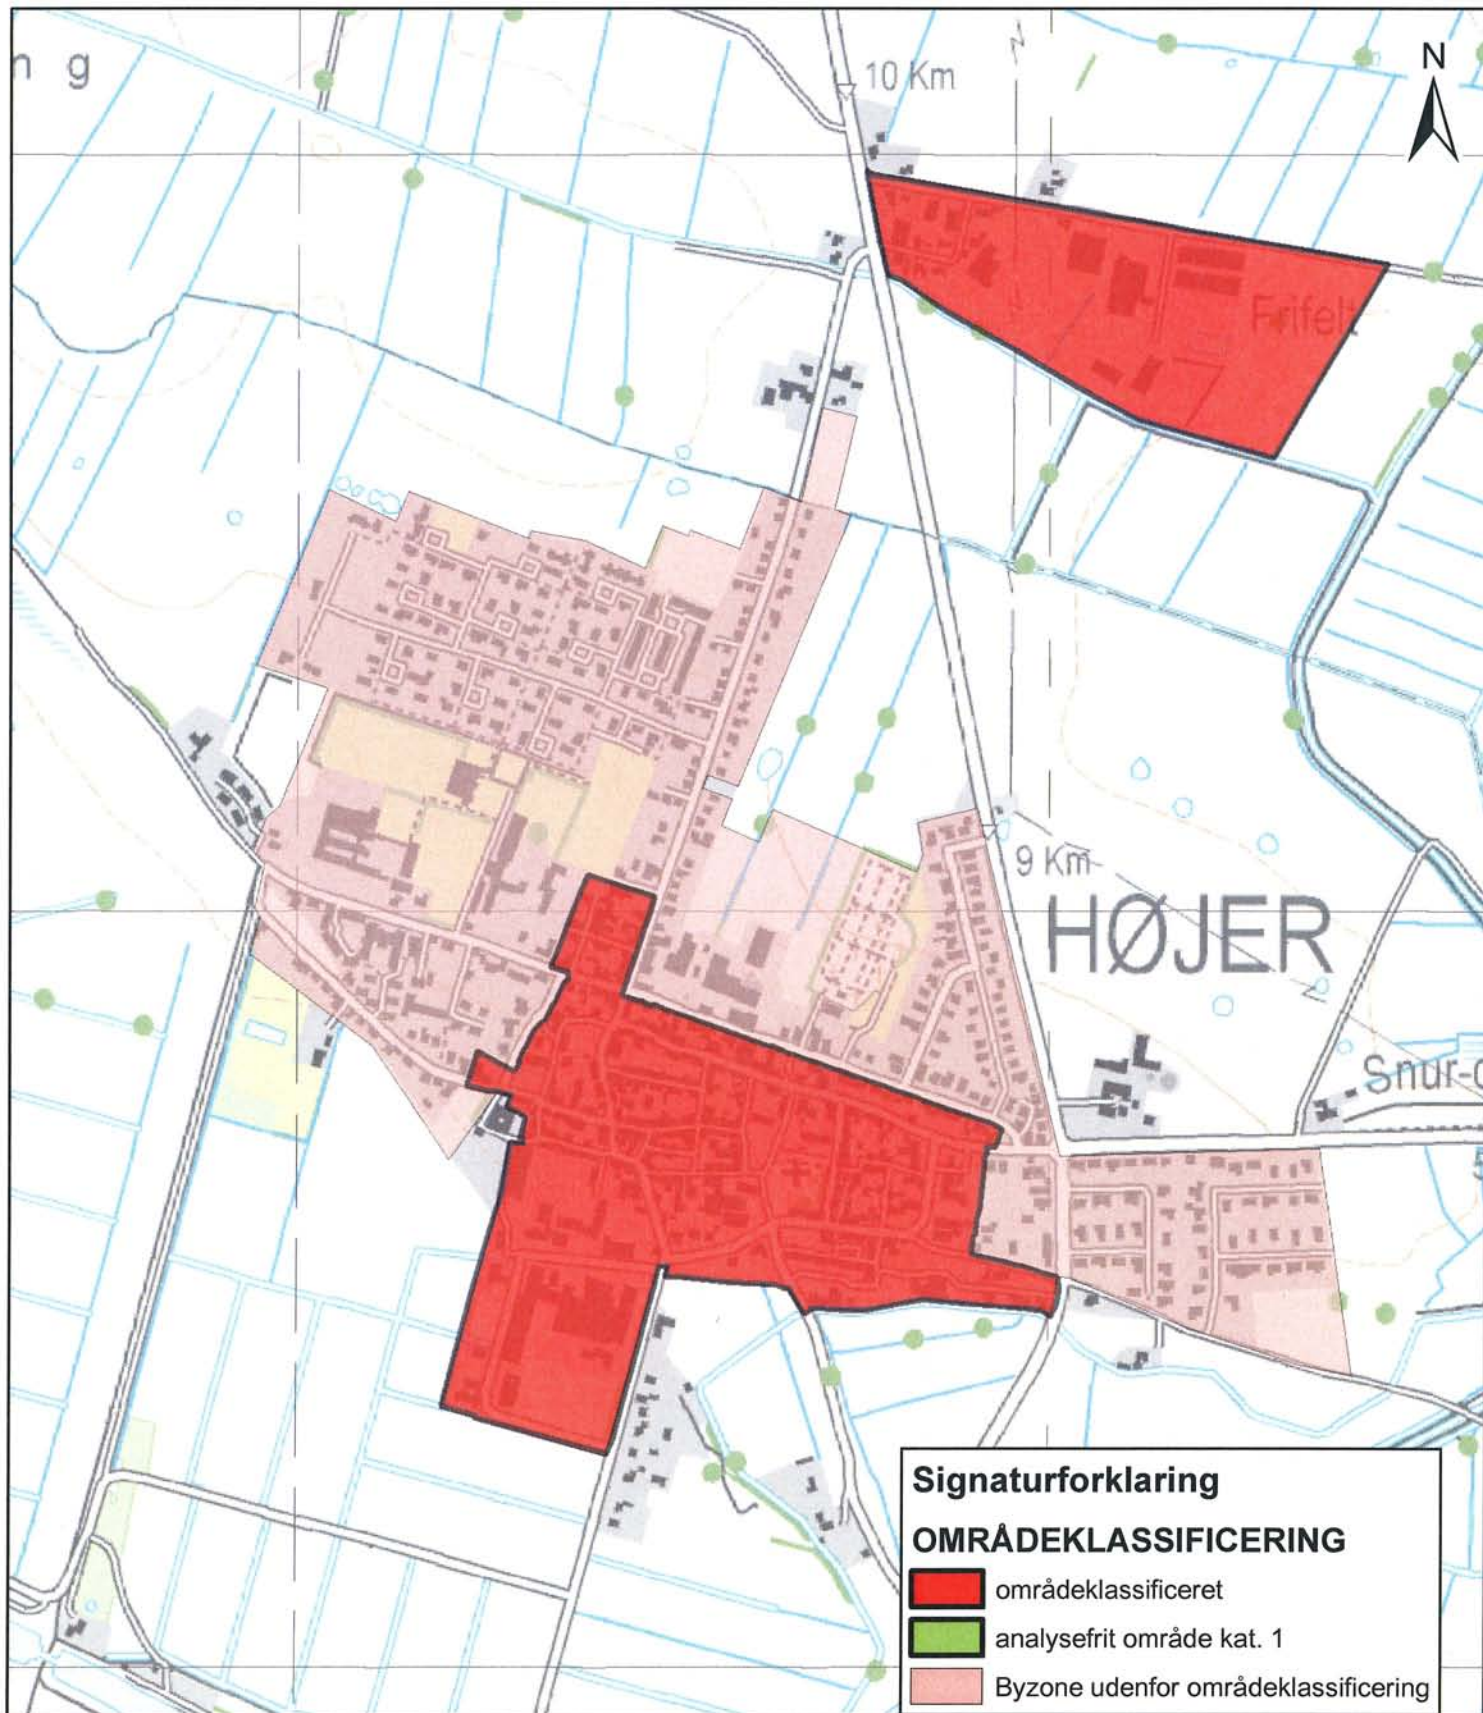 n g
10 Km
N
Frifelt
9 Km
HØJER
Snur-
Signaturforklaring
OMRÅDEKLASSIFICERING
områdeklassificeret
analysefrit område kat. 1
Byzone udenfor områdeklassificering